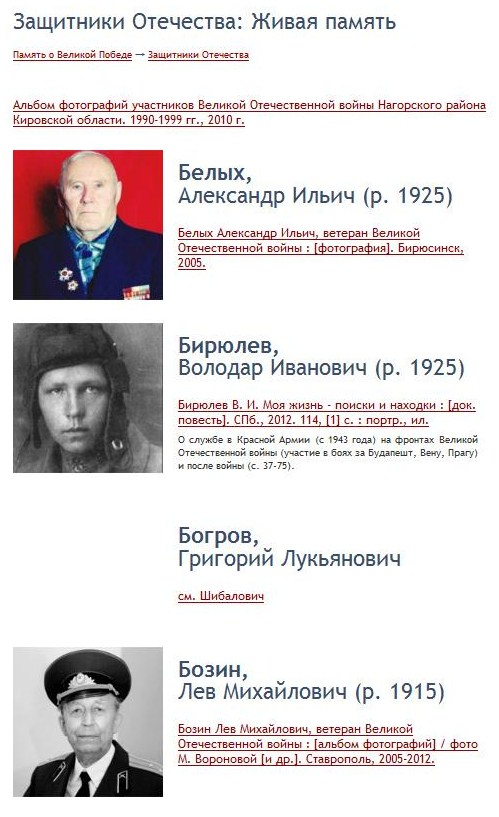 Защитники Отечества: Живая память
Память о Великой Победе → Защитники Отечества
Альбом фотографий участников Великой Отечественной войны Нагорского района
Кировской области. 1990-1999 гг., 2010 г.
Белых,
Александр Ильич (р. 1925)
Белых Александр Ильич, ветеран Великой
Отечественной войны : [фотография]. Бирюсинск,
2005.
Бирюлев,
Володар Иванович (р. 1925)
Бирюлев В. И. Моя жизнь - поиски и находки : [док.
повесть]. СПб., 2012. 114, [1] с. : портр., ил.
О службе в Красной Армии (с 1943 года) на фронтах Великой
Отечественной войны (участие в боях за Будапешт, Вену, Прагу)
и после войны (с. 37-75).
Богров,
Григорий Лукьянович
см. Шибалович
Бозин,
Лев Михайлович (р. 1915)
Бозин Лев Михайлович, ветеран Великой
Отечественной войны : [альбом фотографий] / фото
М. Вороновой [и др.]. Ставрополь, 2005-2012.